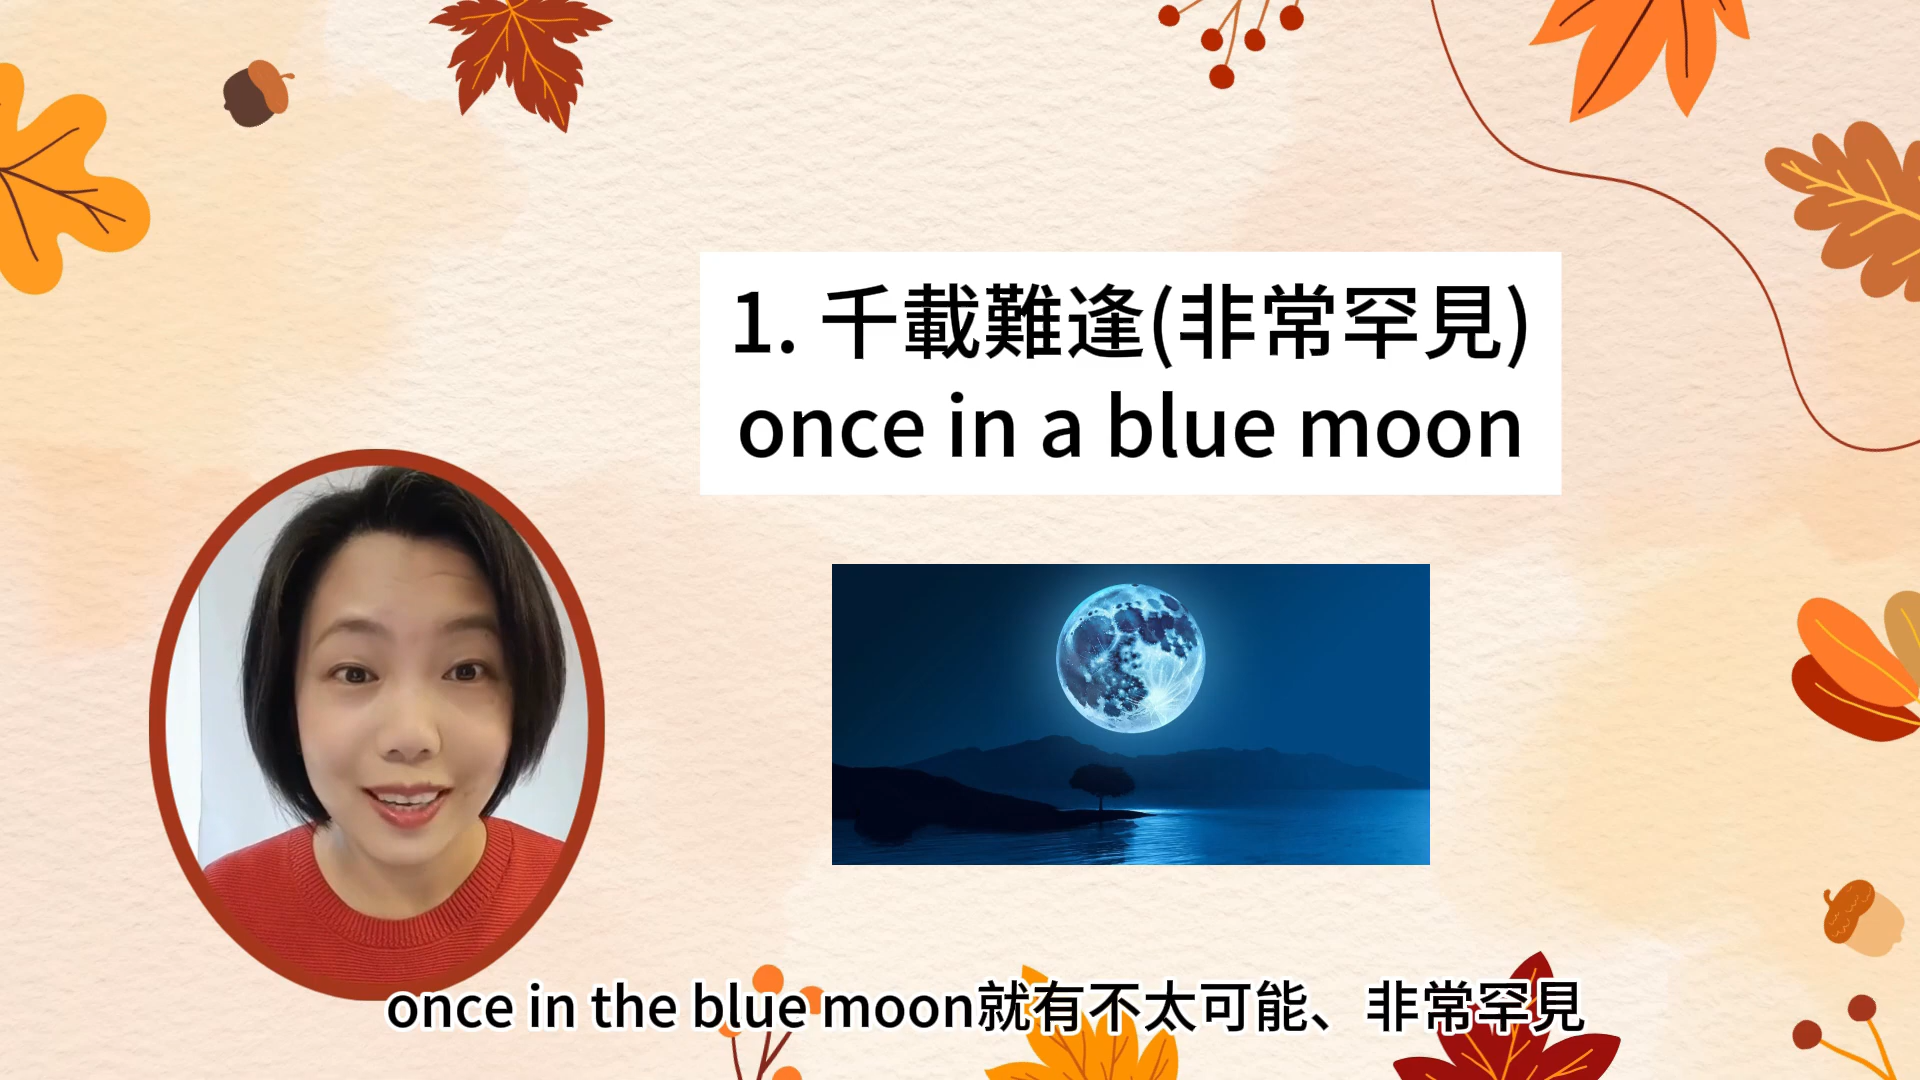 1. 千載難逢(非常罕見)
once in a blue moon
once in the blue moon就有不太可能、非常罕見